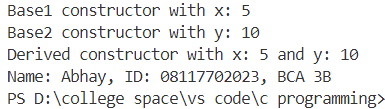 Base1 constructor with x: 5
Base2 constructor with y: 10
Derived constructor with x: 5 and y: 10
Name: Abhay, ID: 08117702023, BCA 3B
PS D:\college space\vs code\c programming>